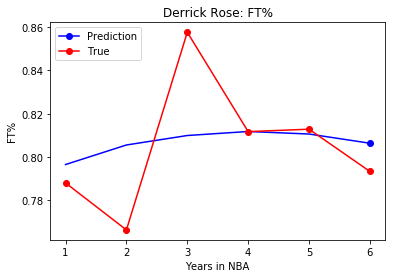 Derrick Rose: FT%
Prediction
True
FT%
0.86
0.84
0.82
0.80
0.78
1 2 3 4 5 6
Years in NBA